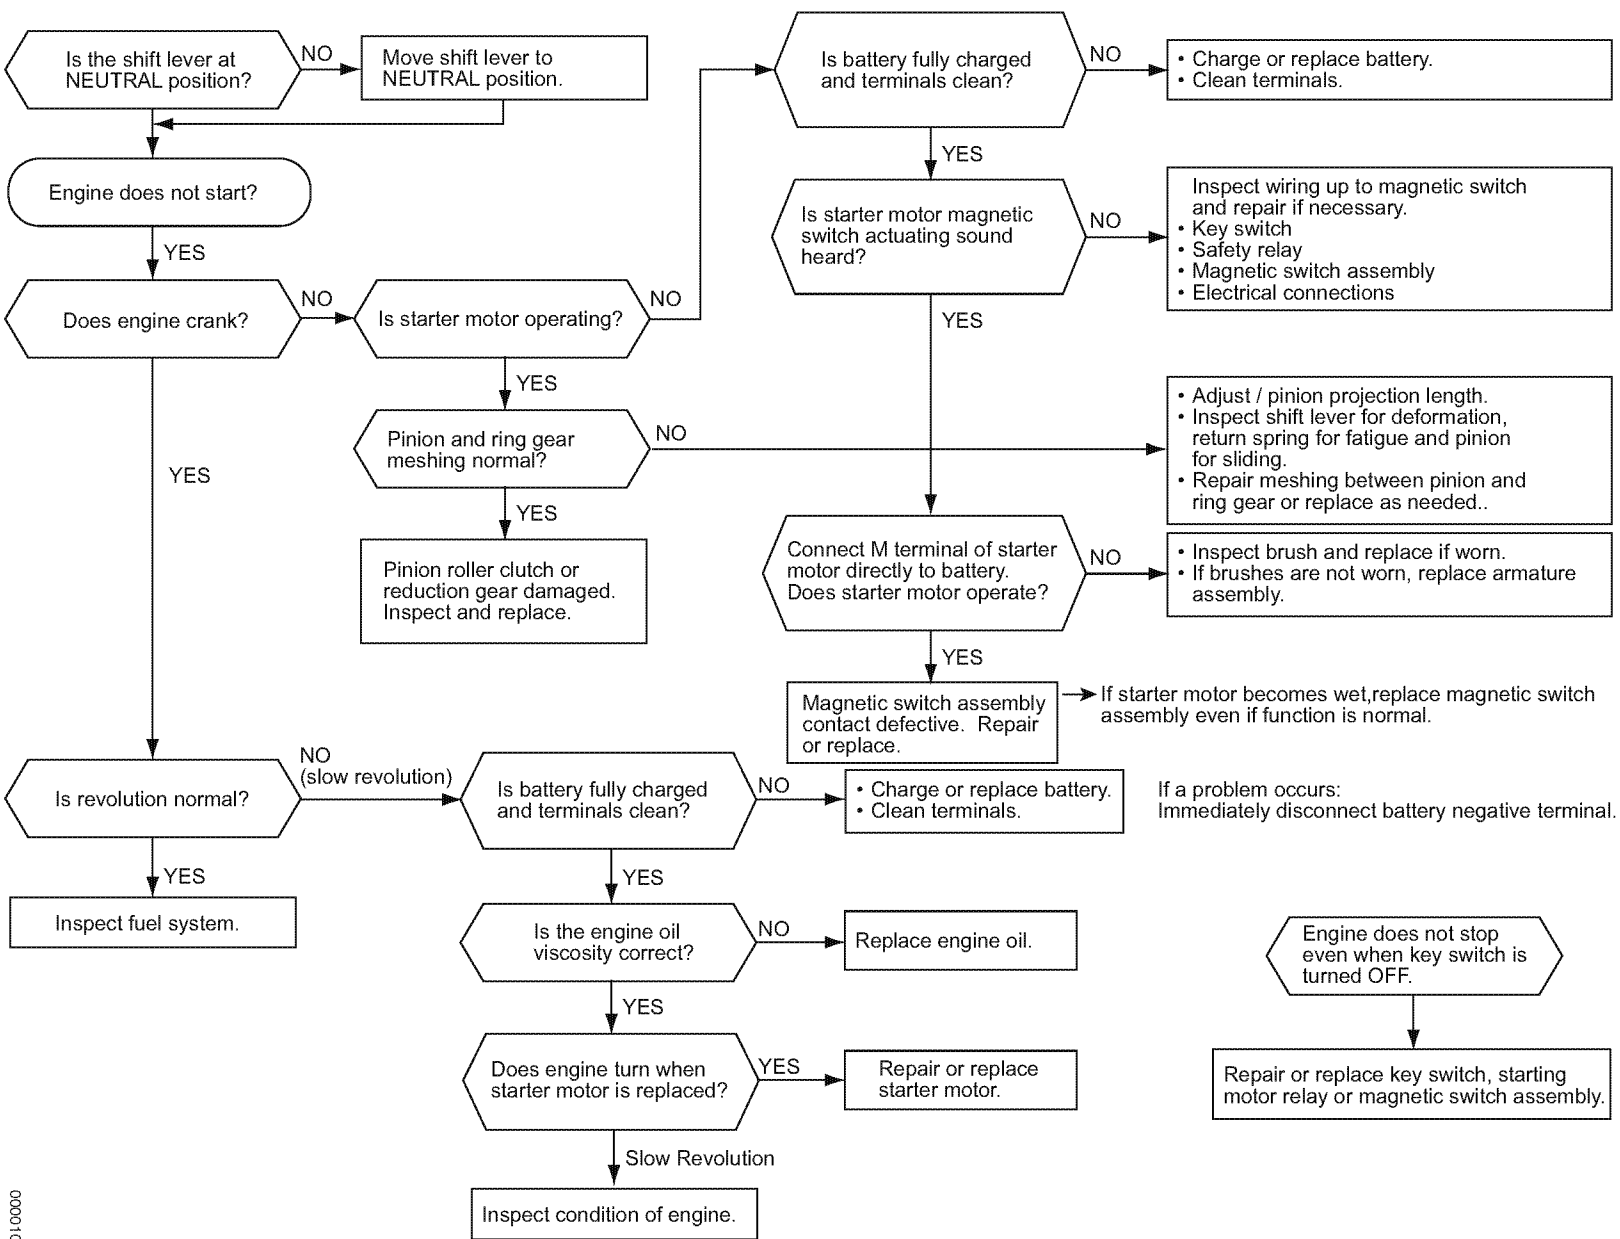 Is the shift lever at
NEUTRAL position?
NO
Move shift lever to
NEUTRAL position.
Engine does not start?
YES
Does engine crank?
NO
Is starter motor operating?
NO
YES
Pinion and ring gear
meshing normal?
NO
YES
Pinion roller clutch or
reduction gear damaged.
Inspect and replace.
YES
Is battery fully charged
and terminals clean?
NO
• Charge or replace battery.
• Clean terminals.
YES
Is starter motor magnetic
switch actuating sound
heard?
NO
Inspect wiring up to magnetic switch
and repair if necessary.
• Key switch
• Safety relay
• Magnetic switch assembly
• Electrical connections
YES
• Adjust / pinion projection length.
• Inspect shift lever for deformation,
return spring for fatigue and pinion
for sliding.
• Repair meshing between pinion and
ring gear or replace as needed..
Connect M terminal of starter
motor directly to battery.
Does starter motor operate?
NO
• Inspect brush and replace if worn.
• If brushes are not worn, replace armature
assembly.
YES
Magnetic switch assembly
contact defective. Repair
or replace.
If starter motor becomes wet,replace magnetic switch
assembly even if function is normal.
Is revolution normal?
NO
(slow revolution)
YES
Inspect fuel system.
Is battery fully charged
and terminals clean?
NO
• Charge or replace battery.
• Clean terminals.
If a problem occurs:
Immediately disconnect battery negative terminal.
YES
Is the engine oil
viscosity correct?
NO
Replace engine oil.
YES
Does engine turn when
starter motor is replaced?
YES
Repair or replace
starter motor.
Slow Revolution
Inspect condition of engine.
Engine does not stop
even when key switch is
turned OFF.
Repair or replace key switch, starting
motor relay or magnetic switch assembly.